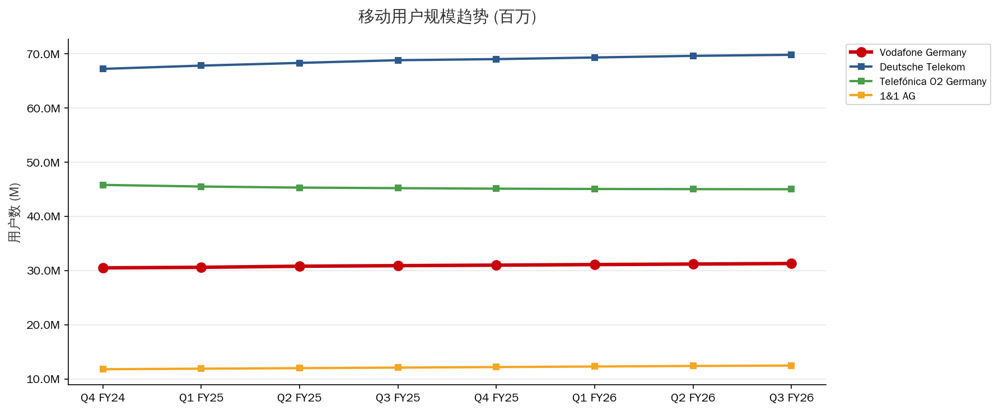 移动用户规模趋势 (百万)
用户数 (M)
70.0M
60.0M
50.0M
40.0M
30.0M
20.0M
10.0M
Q4 FY24
Q1 FY25
Q2 FY25
Q3 FY25
Q4 FY25
Q1 FY26
Q2 FY26
Q3 FY26
Vodafone Germany
Deutsche Telekom
Telefónica O2 Germany
1&1 AG